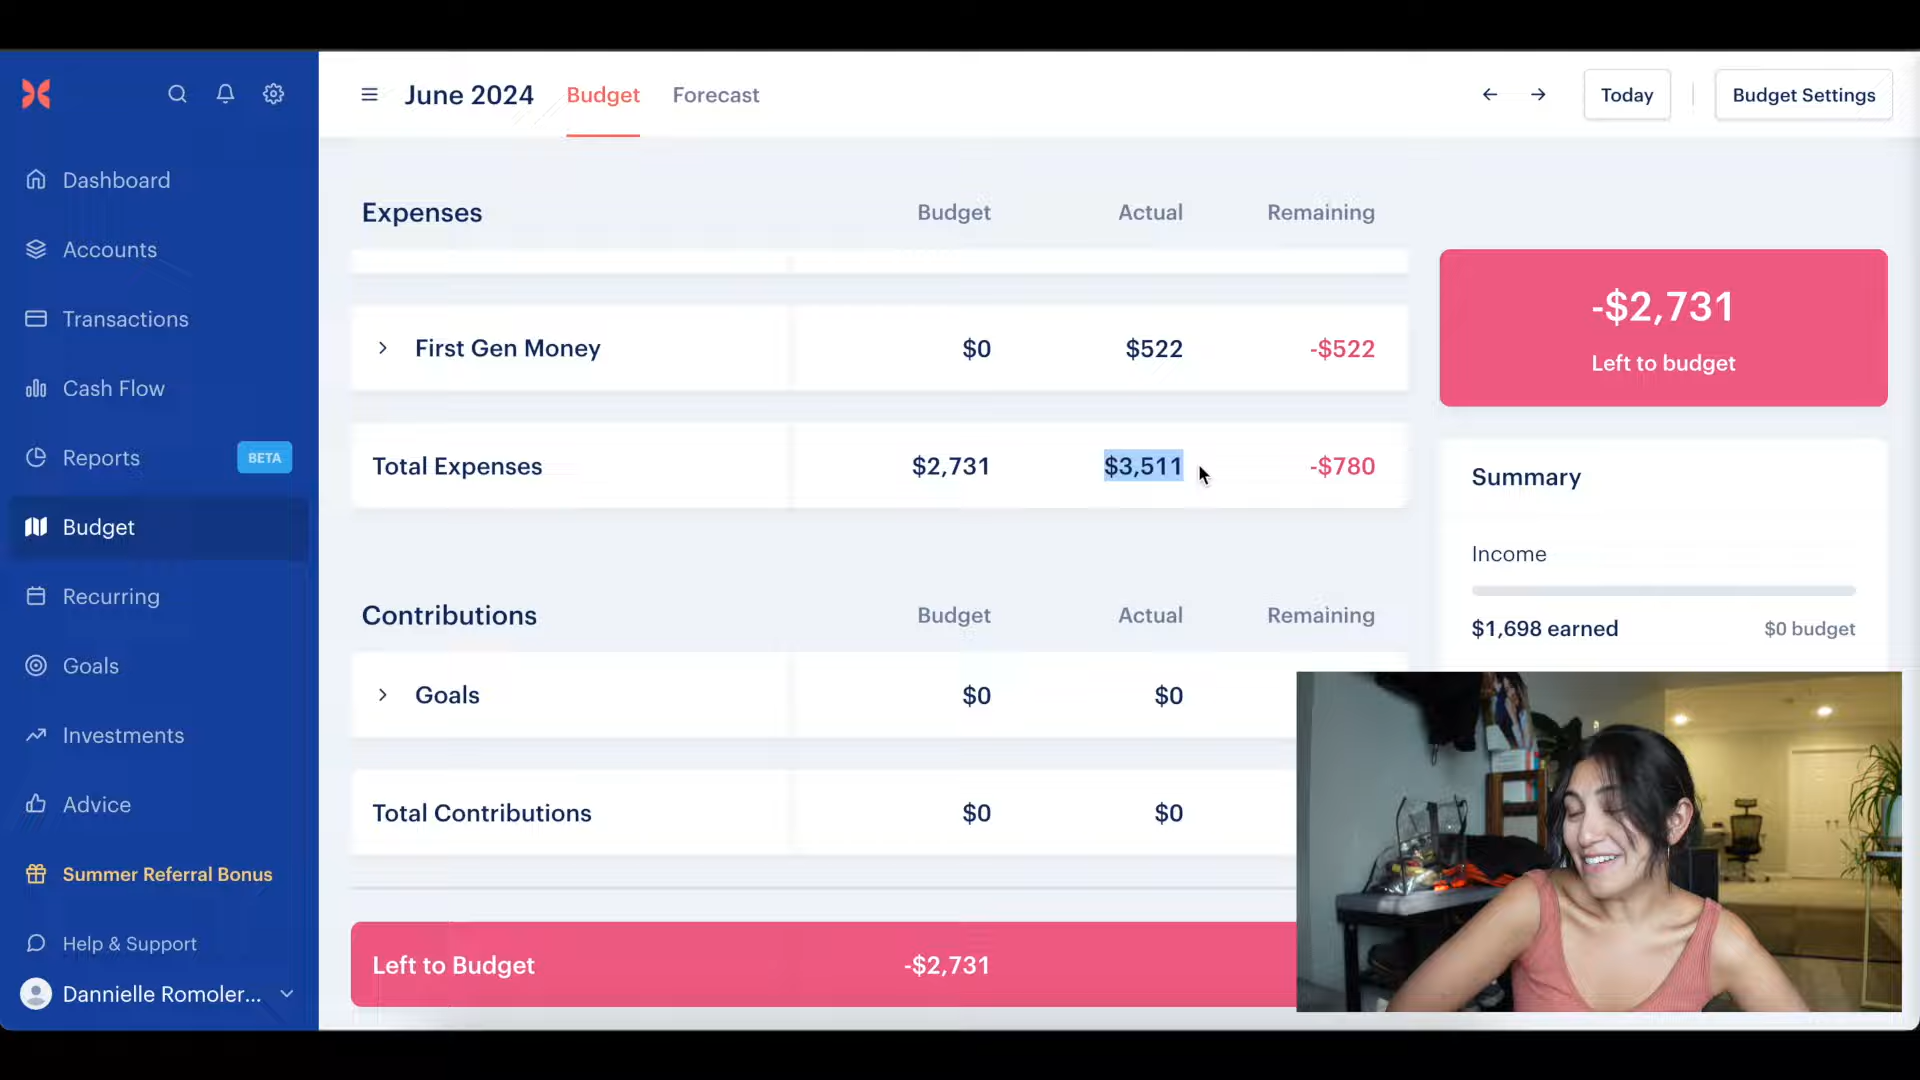 June 2024 Budget Forecast Today Budget Settings
Dashboard
Accounts
Transactions
Cash Flow
Reports BETA
Budget
Recurring
Goals
Investments
Advice
Summer Referral Bonus
Help & Support
Dannielle Romoler...
Expenses Budget Actual Remaining
First Gen Money $0 $522 -$522
Total Expenses $2,731 $3,511 -$780
Contributions Budget Actual Remaining
Goals $0 $0
Total Contributions $0 $0
Left to Budget -$2,731
-$2,731
Left to budget
Summary
Income
$1,698 earned $0 budget